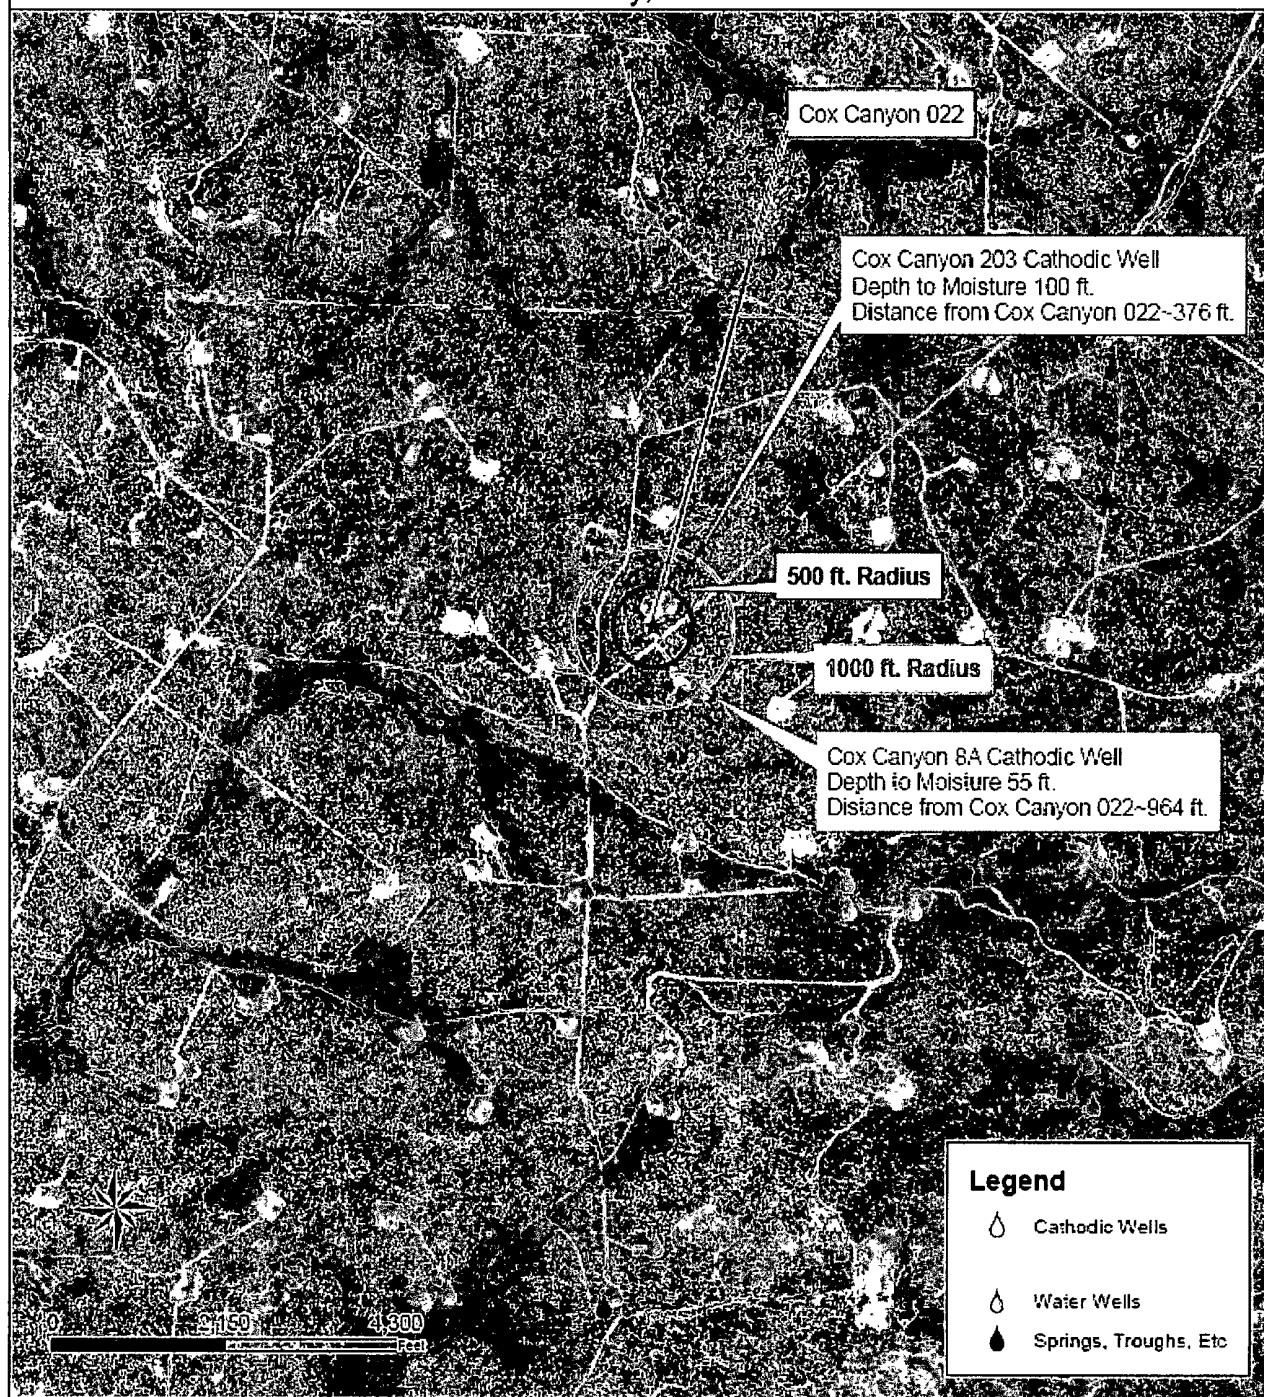 Cox Canyon 022
Cox Canyon 203 Cathodic Well
Depth to Moisture 100 ft.
Distance from Cox Canyon 022~376 ft.
500 ft. Radius
1000 ft. Radius
Cox Canyon 8A Cathodic Well
Depth to Moisture 55 ft.
Distance from Cox Canyon 022~964 ft.
Legend
Cathodic Wells
Water Wells
Springs, Troughs, Etc
0 2,150 4,300
Feet